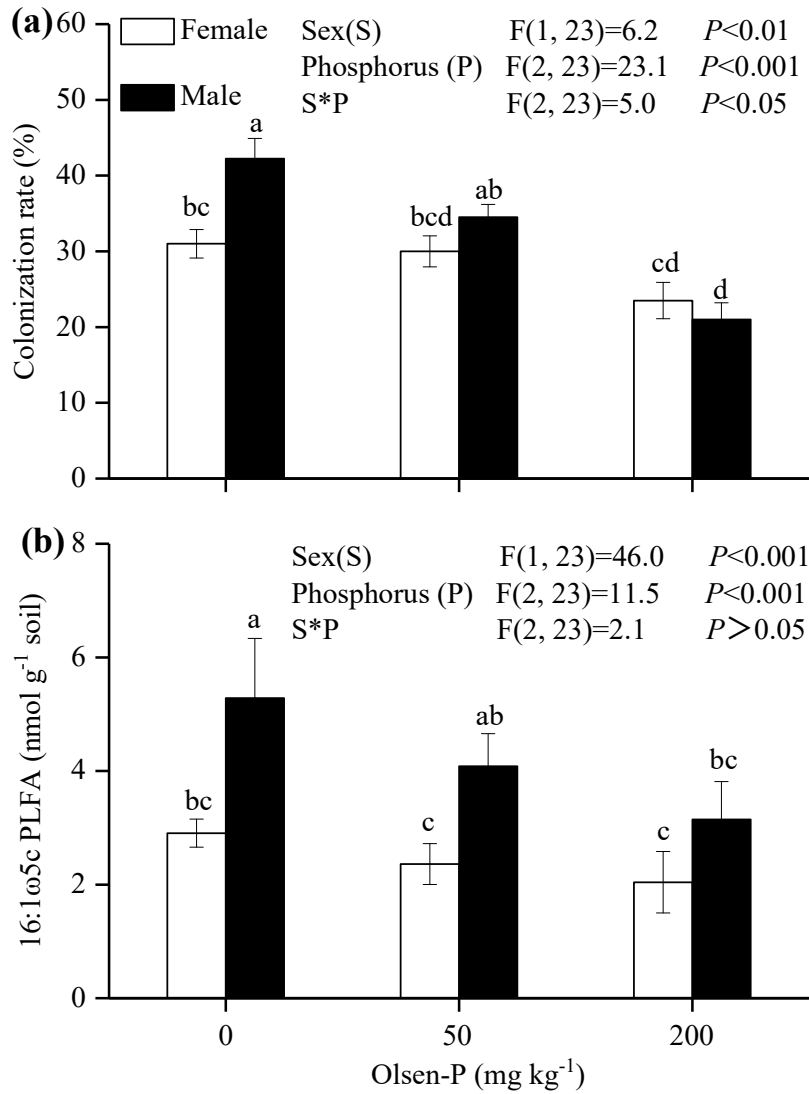 (a)
60
50
40
30
20
10
0
Colonization rate (%)
Female
Male
Sex(S) F(1, 23)=6.2 P<0.01
Phosphorus (P) F(2, 23)=23.1 P<0.001
S*P F(2, 23)=5.0 P<0.05
bc
a
bcd
ab
cd
d
(b)
8
6
4
2
0
16:1ω5c PLFA (nmol g-1 soil)
Sex(S) F(1, 23)=46.0 P<0.001
Phosphorus (P) F(2, 23)=11.5 P<0.001
S*P F(2, 23)=2.1 P＞0.05
bc
a
c
ab
c
bc
0 50 200
Olsen-P (mg kg-1)